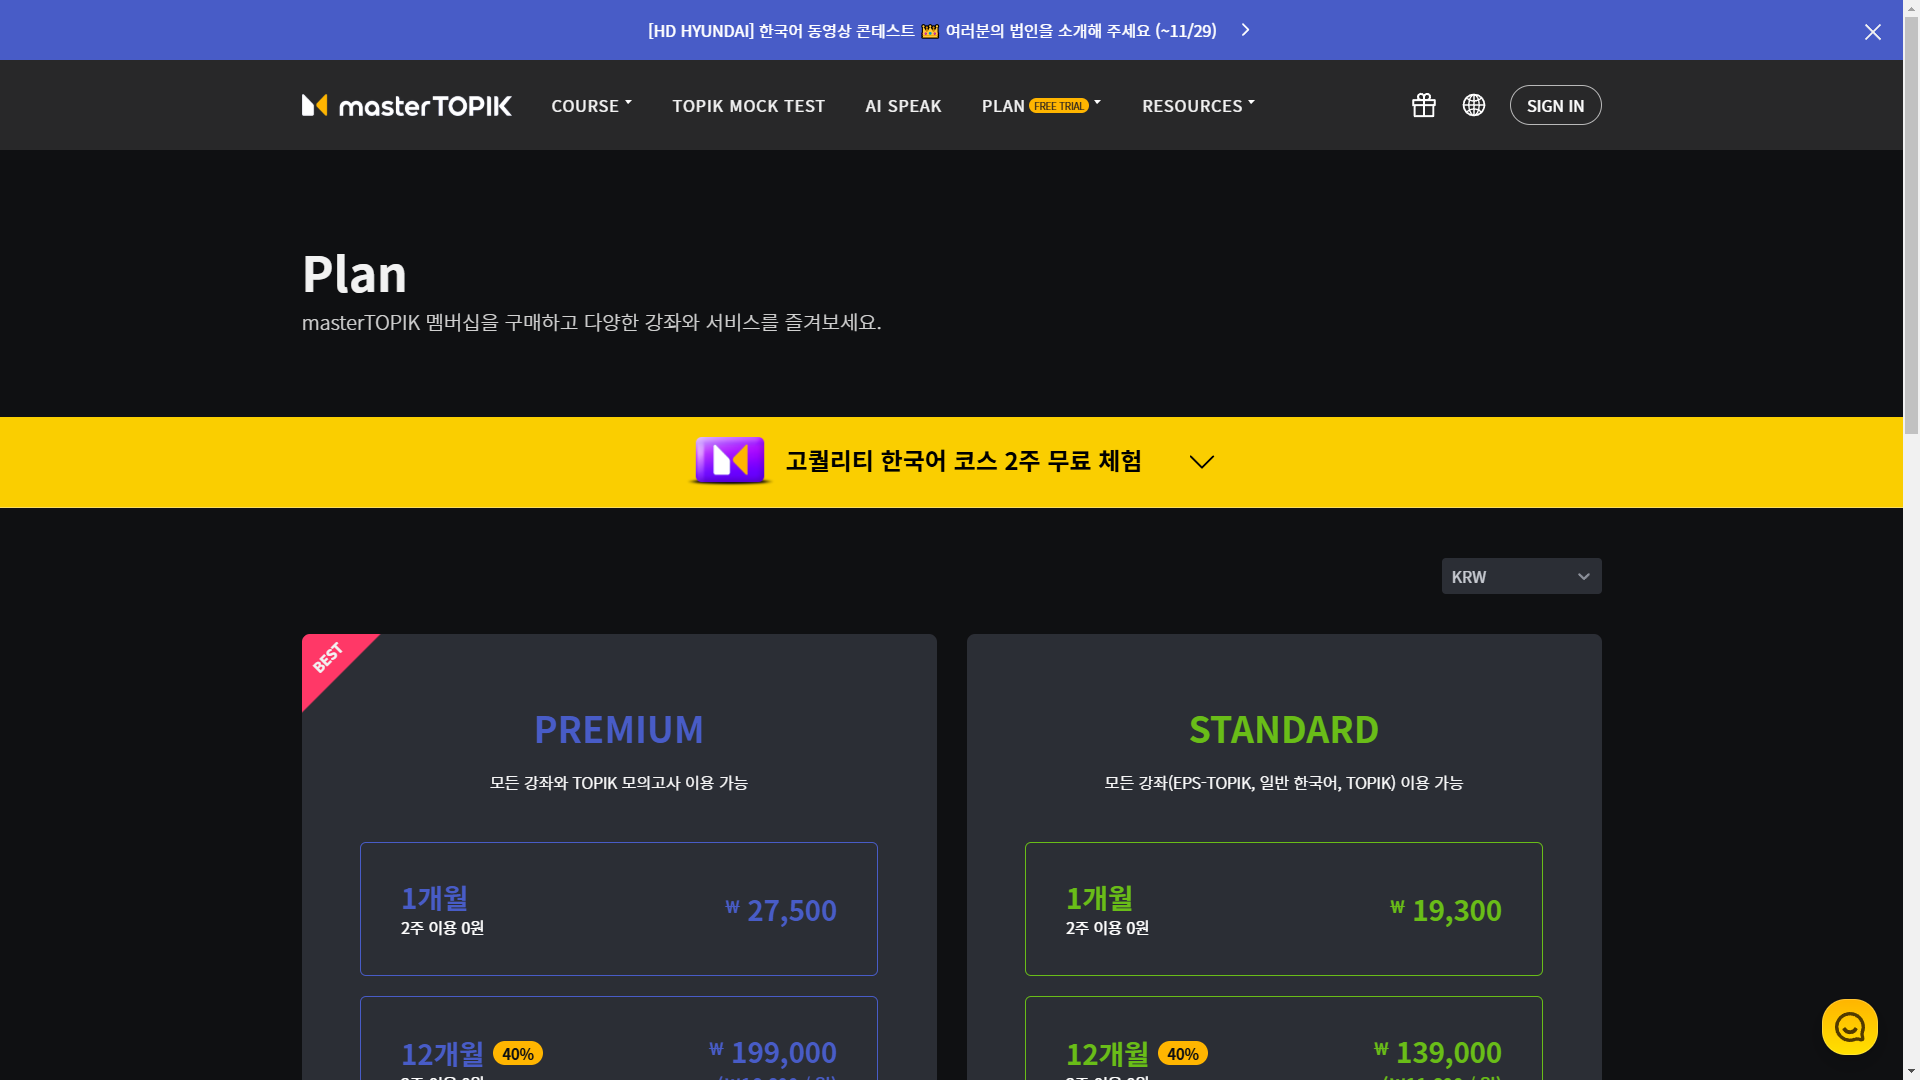 [HD HYUNDAI] 한국어 동영상 콘테스트 👑 여러분의 법인을 소개해 주세요 (~11/29)
masterTOPIK COURSE TOPIK MOCK TEST AI SPEAK PLAN FREE TRIAL RESOURCES SIGN IN
Plan
masterTOPIK 멤버십을 구매하고 다양한 강좌와 서비스를 즐겨보세요.
고퀄리티 한국어 코스 2주 무료 체험
KRW
BEST
PREMIUM
모든 강좌와 TOPIK 모의고사 이용 가능
1개월
₩ 27,500
2주 이용 0원
12개월 40%
₩ 199,000
STANDARD
모든 강좌(EPS-TOPIK, 일반 한국어, TOPIK) 이용 가능
1개월
₩ 19,300
2주 이용 0원
12개월 40%
₩ 139,000